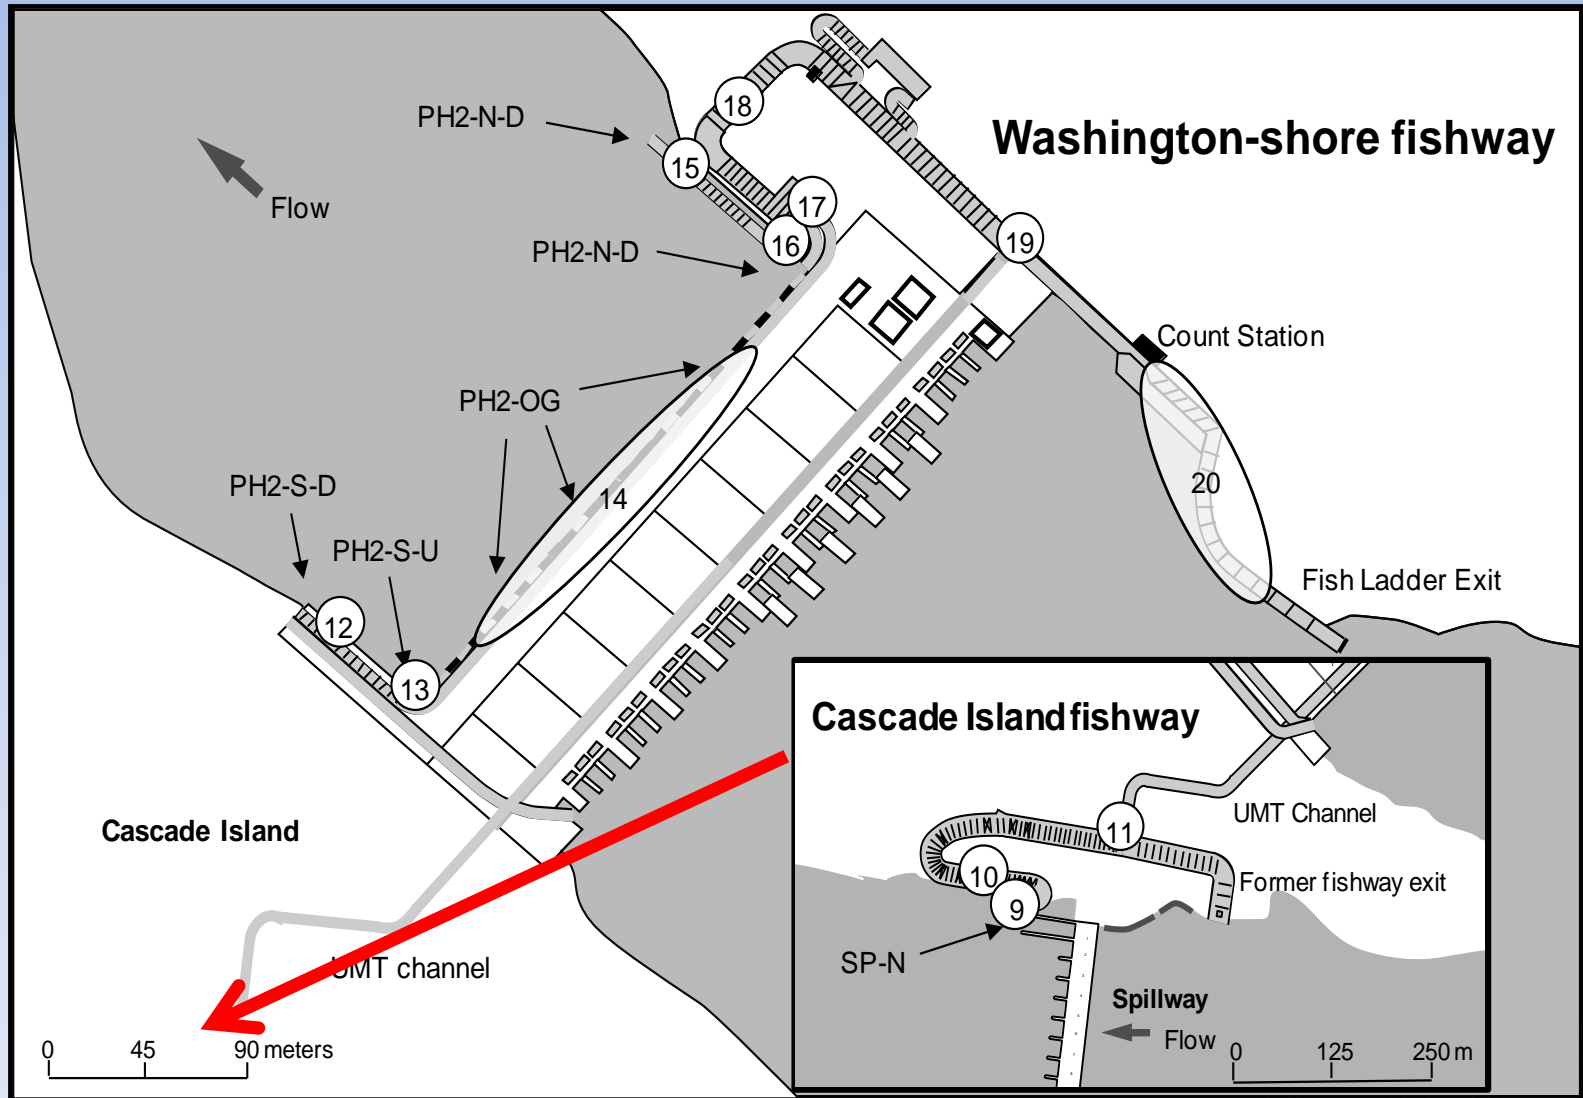 Washington-shore fishway
PH2-N-D
18
15
17
Flow
16
19
PH2-N-D
Count Station
PH2-OG
PH2-S-D
14
20
PH2-S-U
Fish Ladder Exit
12
13
Cascade Island fishway
Cascade Island
UMT Channel
11
10
Former fishway exit
9
SP-N
UMT channel
Spillway
Flow
0 45 90 meters
0 125 250 m